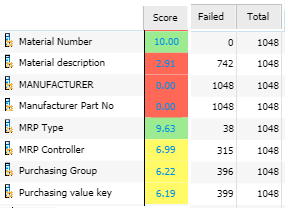 Score Failed Total
Material Number 10.00 0 1048
Material description 2.91 742 1048
MANUFACTURER 0.00 1048 1048
Manufacturer Part No 0.00 1048 1048
MRP Type 9.63 38 1048
MRP Controller 6.99 315 1048
Purchasing Group 6.22 396 1048
Purchasing value key 6.19 399 1048